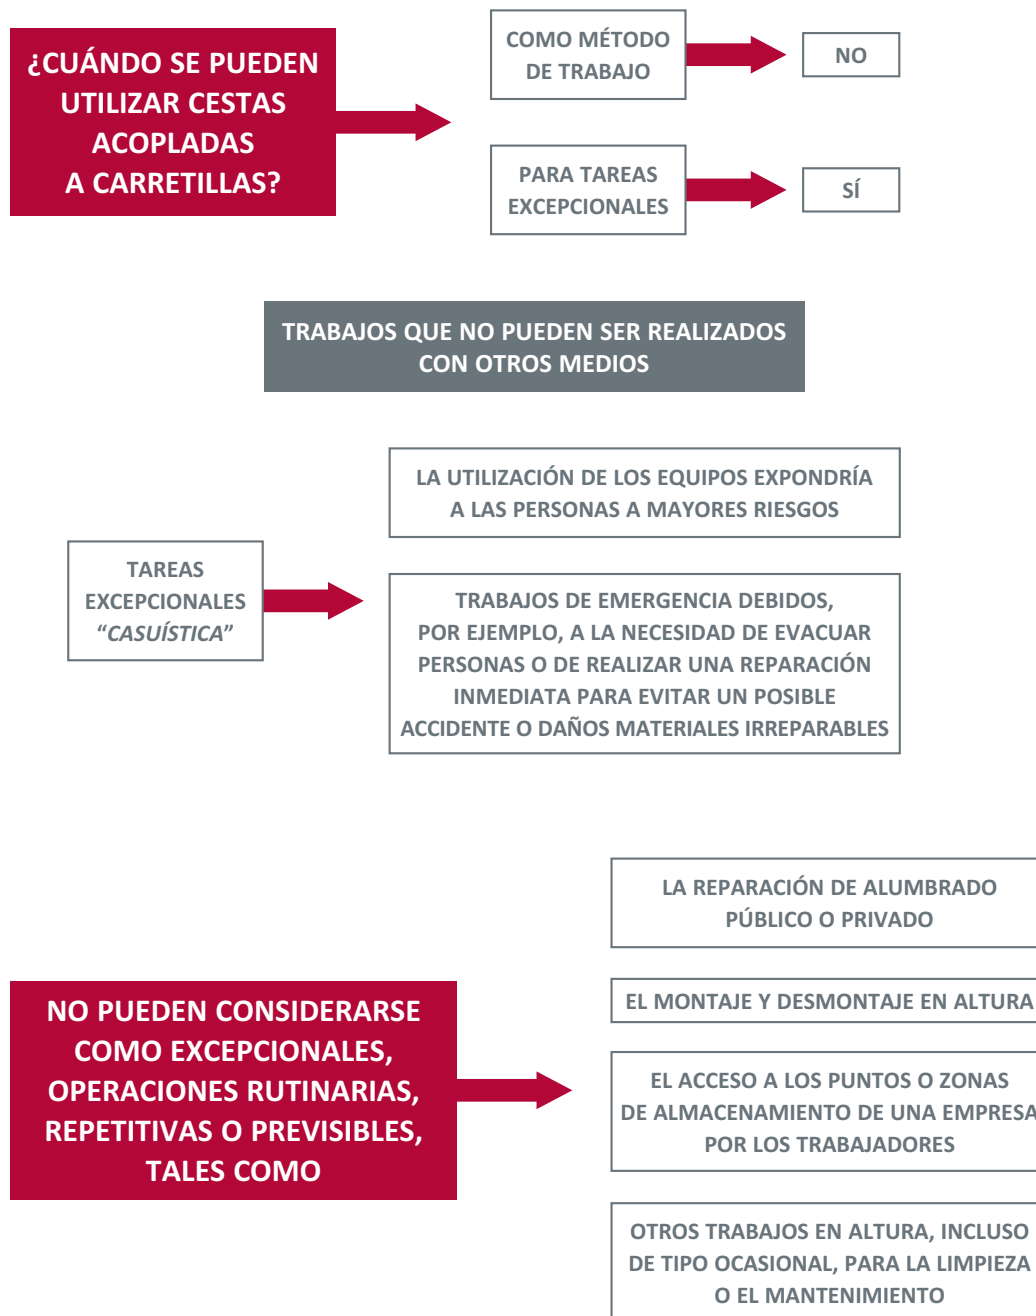 ¿CUÁNDO SE PUEDEN
UTILIZAR CESTAS
ACOPLADAS
A CARRETILLAS?
COMO MÉTODO
DE TRABAJO
NO
PARA TAREAS
EXCEPCIONALES
SÍ
TRABAJOS QUE NO PUEDEN SER REALIZADOS
CON OTROS MEDIOS
TAREAS
EXCEPCIONALES
“CASUÍSTICA”
LA UTILIZACIÓN DE LOS EQUIPOS EXPONDRÍA
A LAS PERSONAS A MAYORES RIESGOS
TRABAJOS DE EMERGENCIA DEBIDOS,
POR EJEMPLO, A LA NECESIDAD DE EVACUAR
PERSONAS O DE REALIZAR UNA REPARACIÓN
INMEDIATA PARA EVITAR UN POSIBLE
ACCIDENTE O DAÑOS MATERIALES IRREPARABLES
NO PUEDEN CONSIDERARSE
COMO EXCEPCIONALES,
OPERACIONES RUTINARIAS,
REPETITIVAS O PREVISIBLES,
TALES COMO
LA REPARACIÓN DE ALUMBRADO
PÚBLICO O PRIVADO
EL MONTAJE Y DESMONTAJE EN ALTURA
EL ACCESO A LOS PUNTOS O ZONAS
DE ALMACENAMIENTO DE UNA EMPRESA
POR LOS TRABAJADORES
OTROS TRABAJOS EN ALTURA, INCLUSO
DE TIPO OCASIONAL, PARA LA LIMPIEZA
O EL MANTENIMIENTO